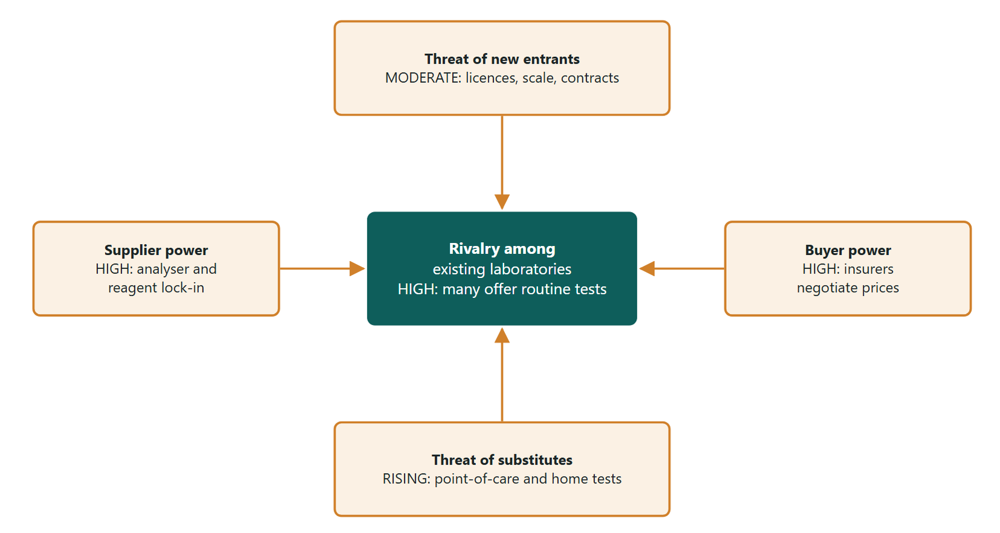 Threat of new entrants
MODERATE: licences, scale, contracts
Supplier power
HIGH: analyser and
reagent lock-in
Rivalry among
existing laboratories
HIGH: many offer routine tests
Buyer power
HIGH: insurers
negotiate prices
Threat of substitutes
RISING: point-of-care and home tests